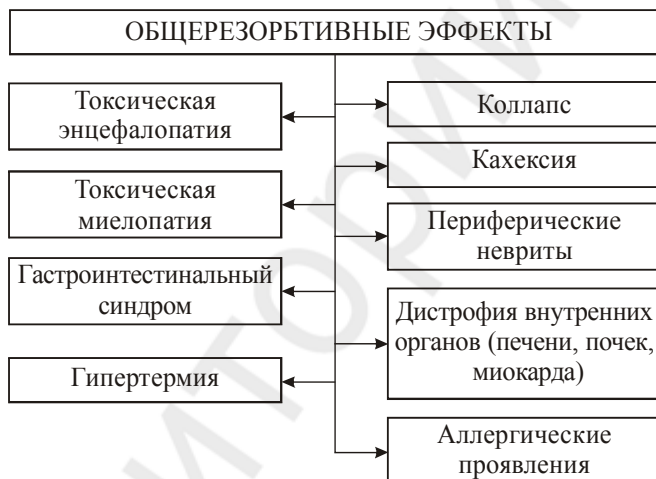 ОБЩЕРЕЗОРБТИВНЫЕ ЭФФЕКТЫ
Токсическая
энцефалопатия
Токсическая
миелопатия
Гастроинтестинальный
синдром
Гипертермия
Коллапс
Кахексия
Периферические
невриты
Дистрофия внутренних
органов (печени, почек,
миокарда)
Аллергические
проявления